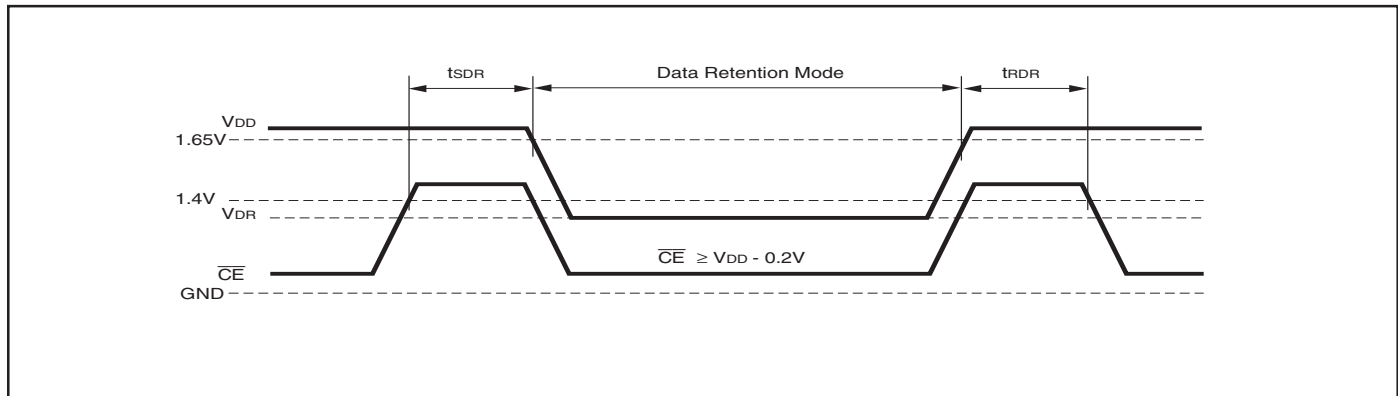 tSDR
Data Retention Mode
tRDR
VDD
1.65V
1.4V
VDR
CE ≥ VDD - 0.2V
CE
GND